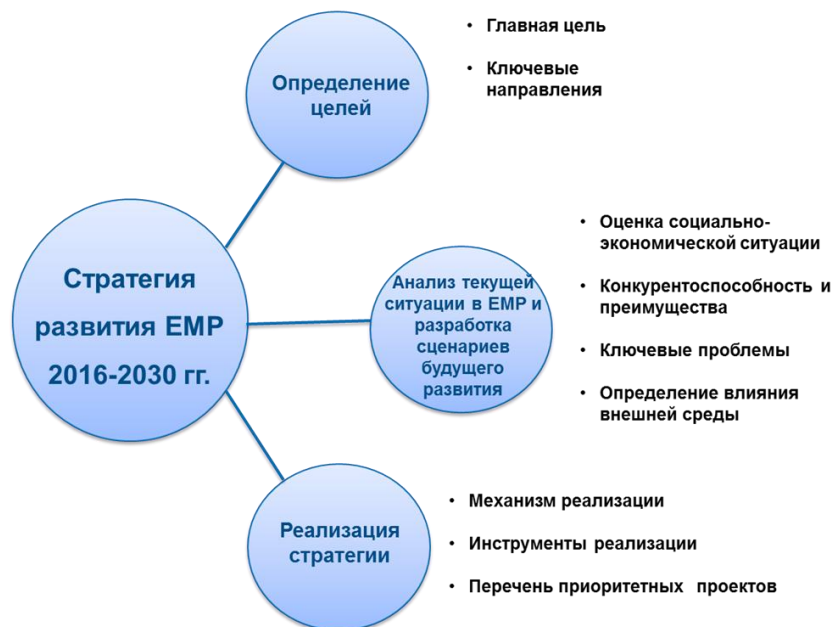 Определение
целей
• Главная цель
• Ключевые
направления
Стратегия
развития ЕМР
2016-2030 гг.
Анализ текущей
ситуации в ЕМР и
разработка
сценариев
будущего
развития
• Оценка социально-
экономической ситуации
• Конкурентоспособность и
преимущества
• Ключевые проблемы
• Определение влияния
внешней среды
Реализация
стратегии
• Механизм реализации
• Инструменты реализации
• Перечень приоритетных проектов